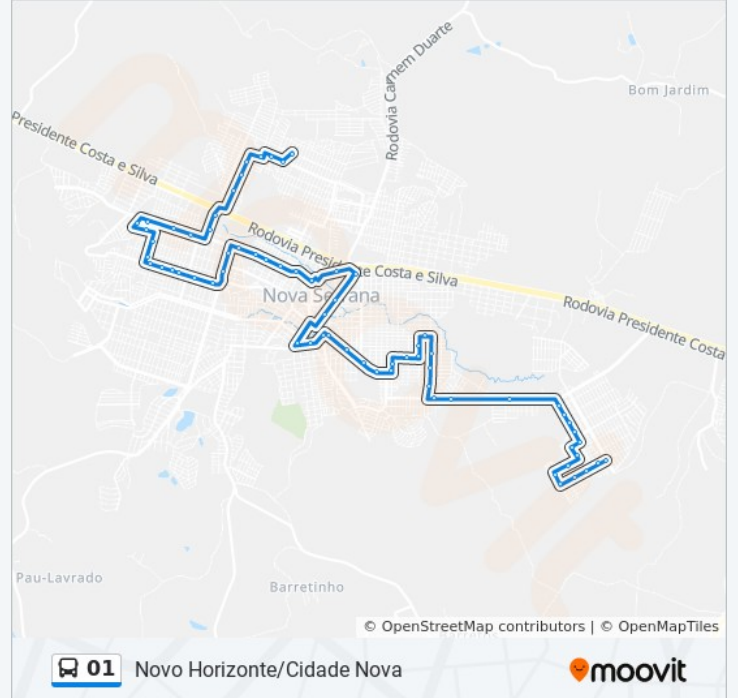 Rodovia Carmem Duarte
Bom Jardim
Presidente Costa e Silva
Rodovia Presidente Costa e Silva
Nova Serrana
Rodovia Presidente Costa
Pau-Lavrado
Barretinho
© OpenStreetMap contributors | © OpenMapTiles
01 Novo Horizonte/Cidade Nova
moovit